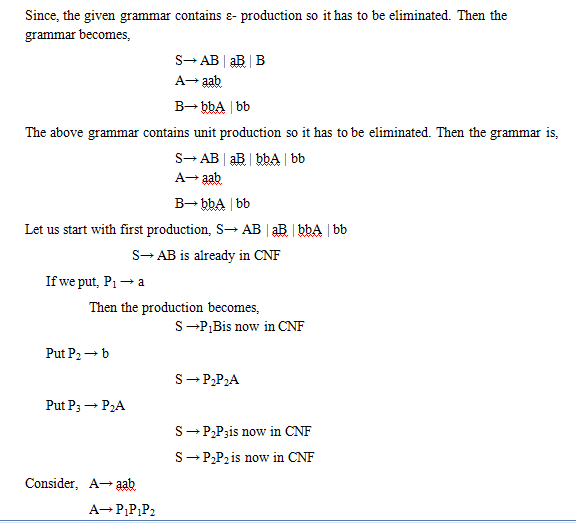 Since, the given grammar contains ε- production so it has to be eliminated. Then the
grammar becomes,
S→ AB | aB | B
A→ aab
B→ bbA | bb
The above grammar contains unit production so it has to be eliminated. Then the grammar is,
S→ AB | aB | bbA | bb
A→ aab
B→ bbA | bb
Let us start with first production, S→ AB | aB | bbA | bb
S→ AB is already in CNF
If we put, P₁ → a
Then the production becomes,
S →P₁Bis now in CNF
Put P₂ → b
S→ P₂P₂A
Put P₃ → P₂A
S → P₂P₃is now in CNF
S → P₂P₂ is now in CNF
Consider, A→ aab
A→ P₁P₁P₂